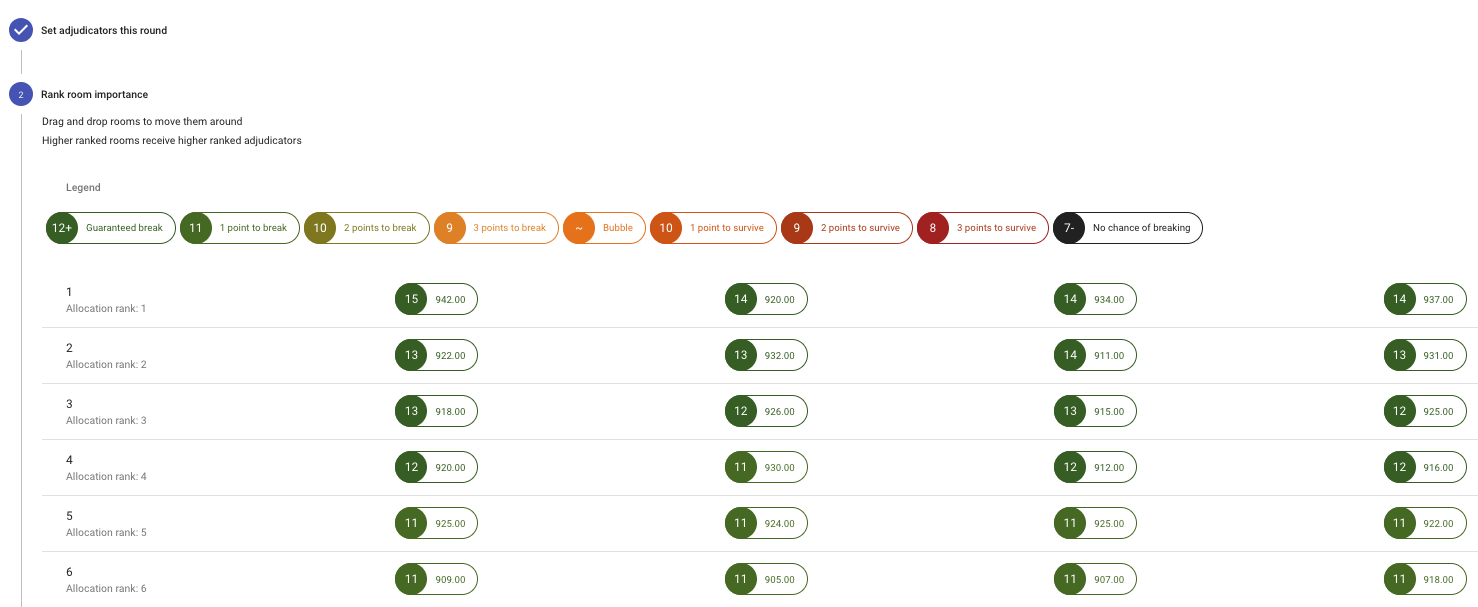 Set adjudicators this round
2 Rank room importance
Drag and drop rooms to move them around
Higher ranked rooms receive higher ranked adjudicators
Legend
12+ Guaranteed break 11 1 point to break 10 2 points to break 9 3 points to break ~ Bubble 10 1 point to survive 9 2 points to survive 8 3 points to survive 7- No chance of breaking
1
Allocation rank: 1
15 942.00 14 920.00 14 934.00 14 937.00
2
Allocation rank: 2
13 922.00 13 932.00 14 911.00 13 931.00
3
Allocation rank: 3
13 918.00 12 926.00 13 915.00 12 925.00
4
Allocation rank: 4
12 920.00 11 930.00 12 912.00 12 916.00
5
Allocation rank: 5
11 925.00 11 924.00 11 925.00 11 922.00
6
Allocation rank: 6
11 909.00 11 905.00 11 907.00 11 918.00